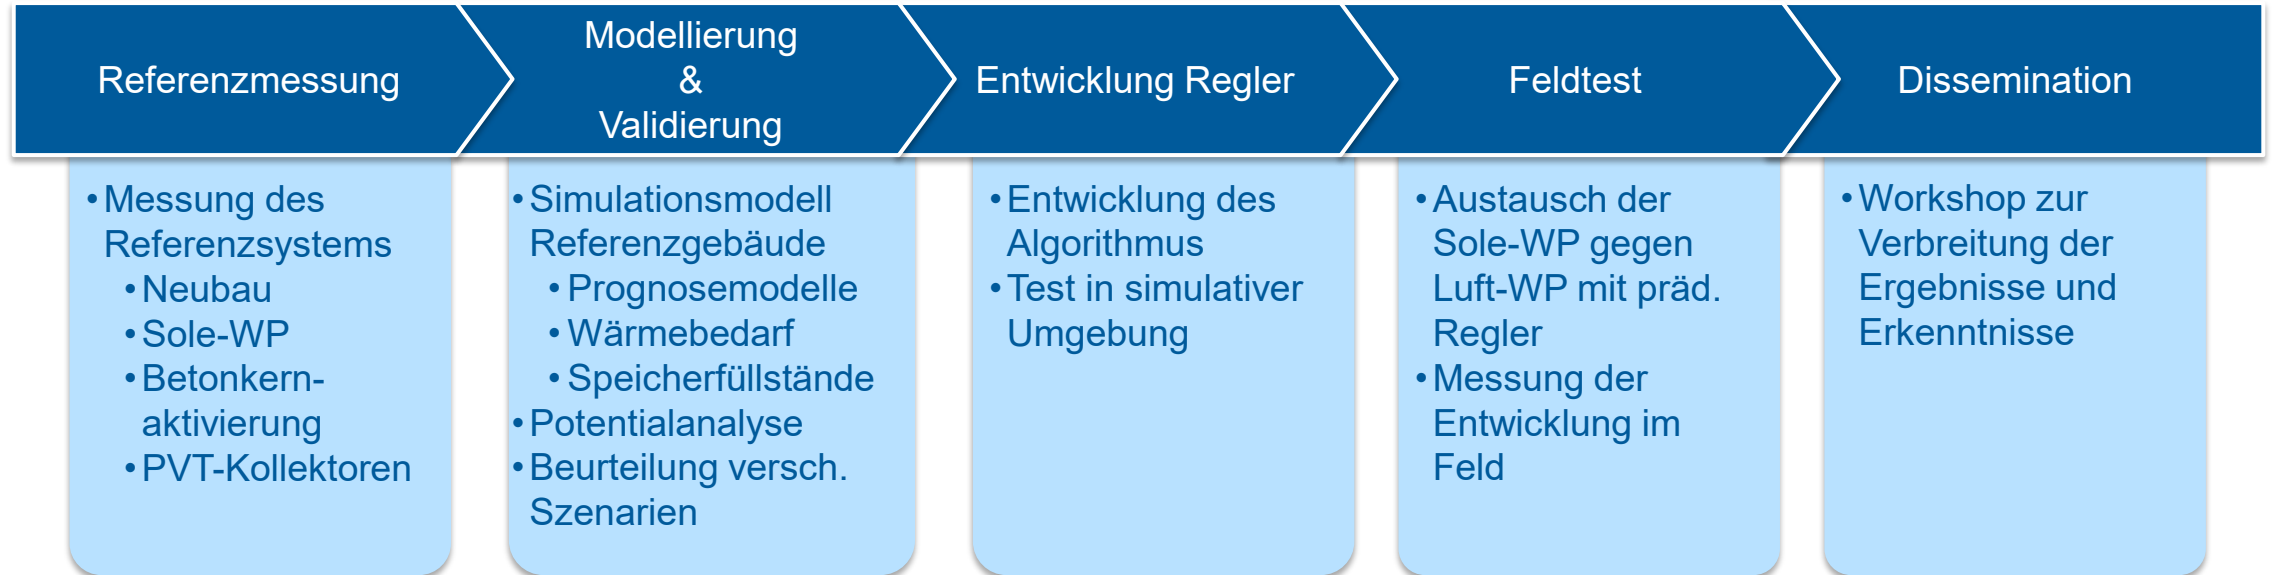 Referenzmessung
Modellierung
&
Validierung
Entwicklung Regler
Feldtest
Dissemination
•Messung des
Referenzsystems
•Neubau
•Sole-WP
•Betonkern-
aktivierung
•PVT-Kollektoren
•Simulationsmodell
Referenzgebäude
•Prognosemodelle
•Wärmebedarf
•Speicherfüllstände
•Potentialanalyse
•Beurteilung versch.
Szenarien
•Entwicklung des
Algorithmus
•Test in simulativer
Umgebung
•Austausch der
Sole-WP gegen
Luft-WP mit präd.
Regler
•Messung der
Entwicklung im
Feld
•Workshop zur
Verbreitung der
Ergebnisse und
Erkenntnisse